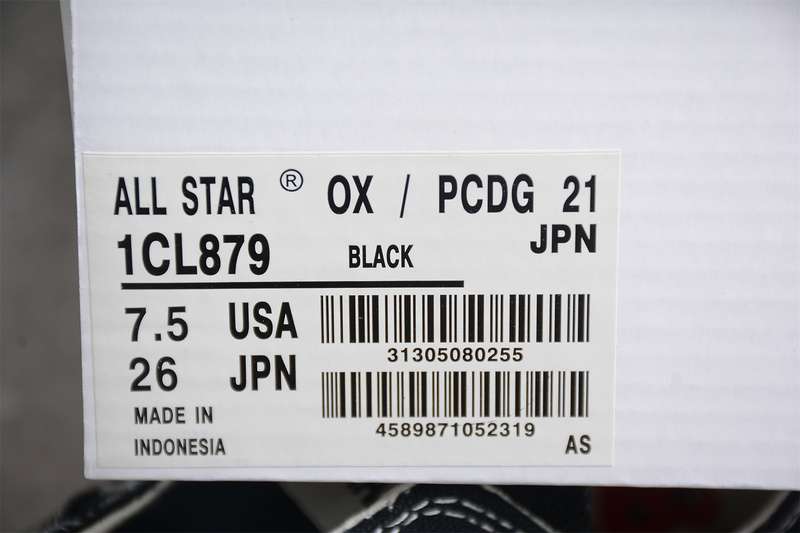 ALL STAR ® OX / PCDG 21
JPN
1CL879 BLACK
7.5 USA
31305080255
26 JPN
4589871052319
MADE IN
INDONESIA
AS